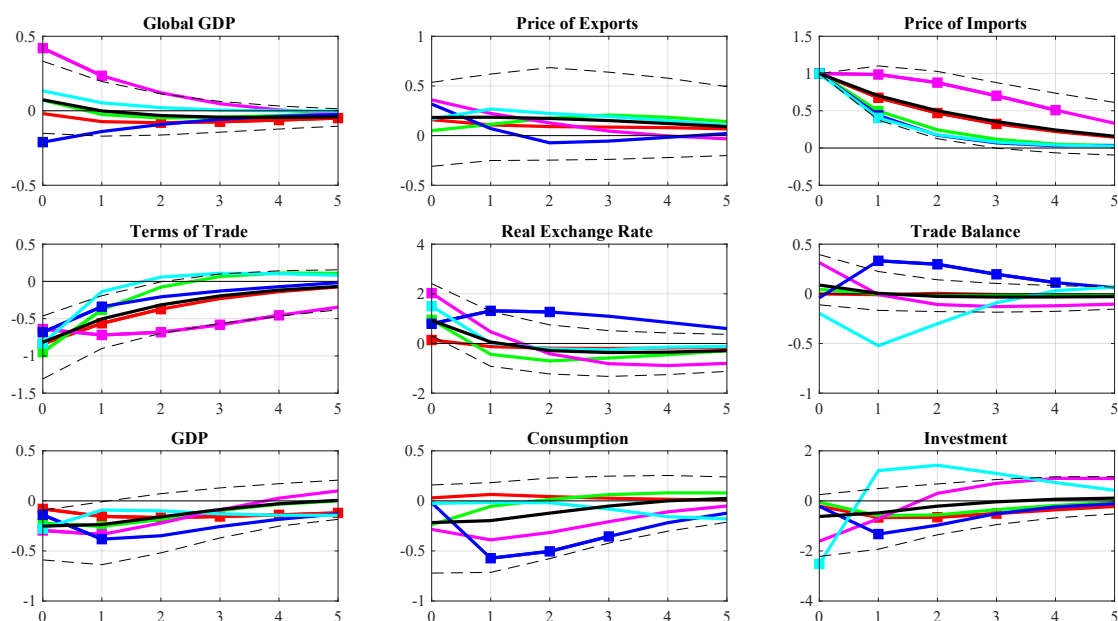 Global GDP
0.5
0
-0.5
0 1 2 3 4 5
Price of Exports
1
0.5
0
-0.5
0 1 2 3 4 5
Price of Imports
1.5
1
0.5
0
-0.5
0 1 2 3 4 5
Terms of Trade
0.5
0
-0.5
-1
-1.5
0 1 2 3 4 5
Real Exchange Rate
4
2
0
-2
0 1 2 3 4 5
Trade Balance
0.5
0
-0.5
-1
0 1 2 3 4 5
GDP
0.5
0
-0.5
-1
0 1 2 3 4 5
Consumption
0.5
0
-0.5
-1
0 1 2 3 4 5
Investment
2
0
-2
-4
0 1 2 3 4 5